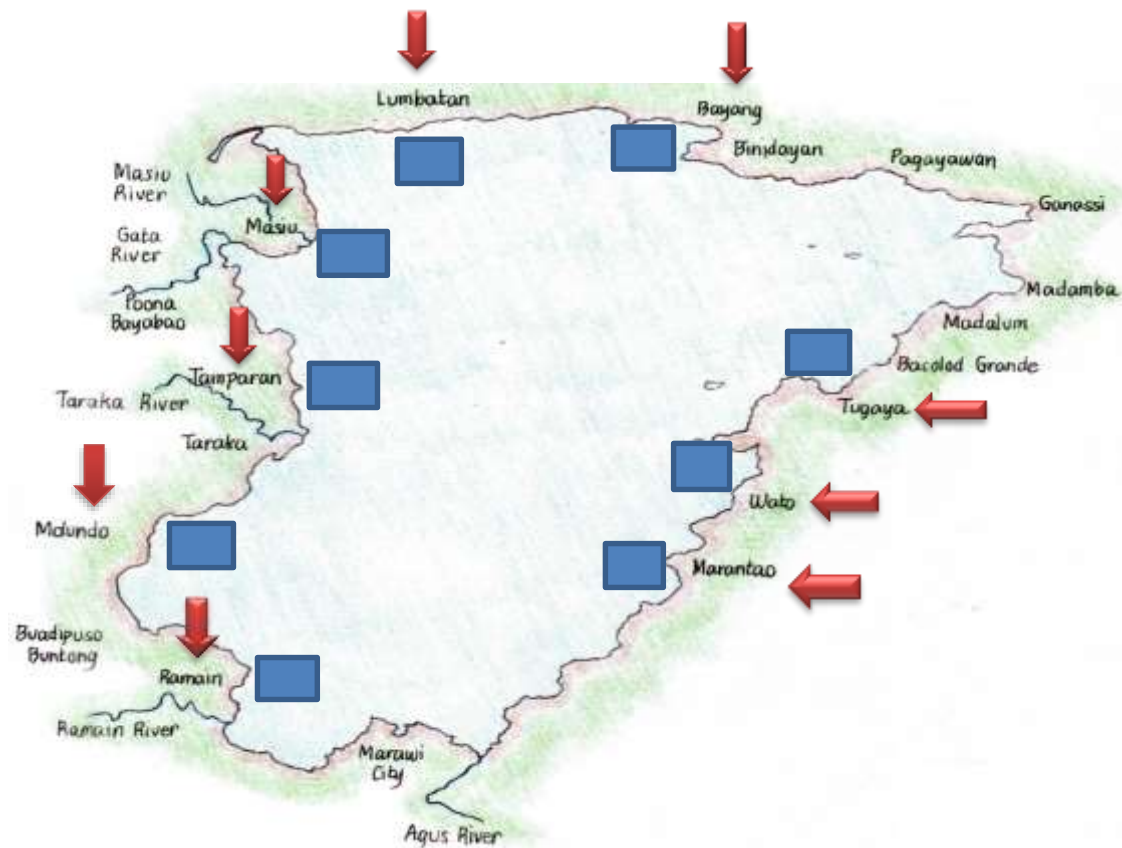 Lumbatan
Bayang
Binidayan
Pagayawan
Masiu
River
Ganassi
Masiu
Gata
River
Madamba
Poona
Bayabao
Madalum
Bacolod Grande
Tamparan
Taraka River
Tugaya
Taraka
Wato
Molundo
Marantao
Buadipuso
Buntong
Ramain
Ramain River
Marawi
City
Agus River